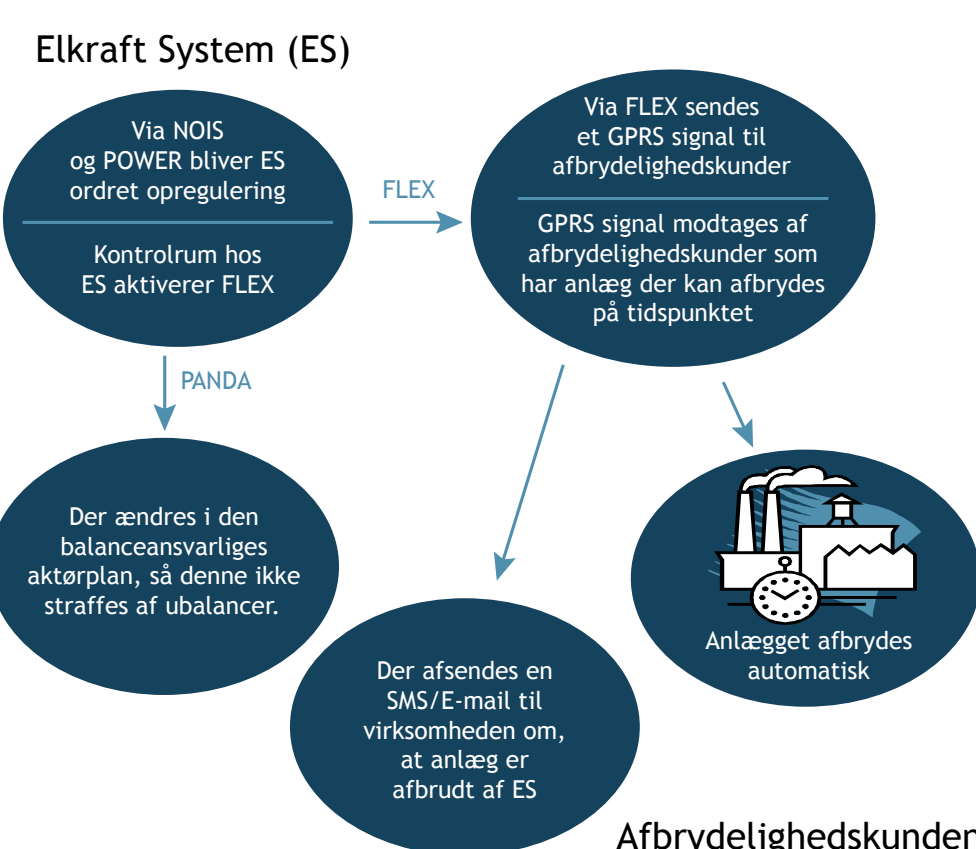 Elkraft System (ES)
Via NOIS
og POWER bliver ES
ordret opregulering
Kontrolrum hos
ES aktiverer FLEX
FLEX
Via FLEX sendes
et GPRS signal til
afbrydelighedskunder
GPRS signal modtages af
afbrydelighedskunder som
har anlæg der kan afbrydes
på tidspunktet
PANDA
Der ændres i den
balanceansvarliges
aktørplan, så denne ikke
straffes af ubalancer.
Der afsendes en
SMS/E-mail til
virksomheden om,
at anlæg er
afbrudt af ES
Anlægget afbrydes
automatisk
Afbrydelighedskunden